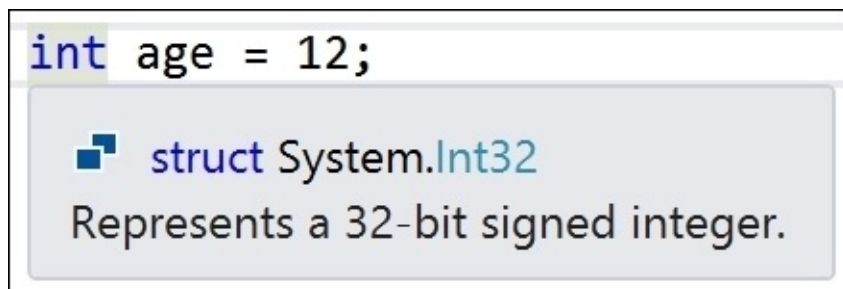 int age = 12;
struct System.Int32
Represents a 32-bit signed integer.